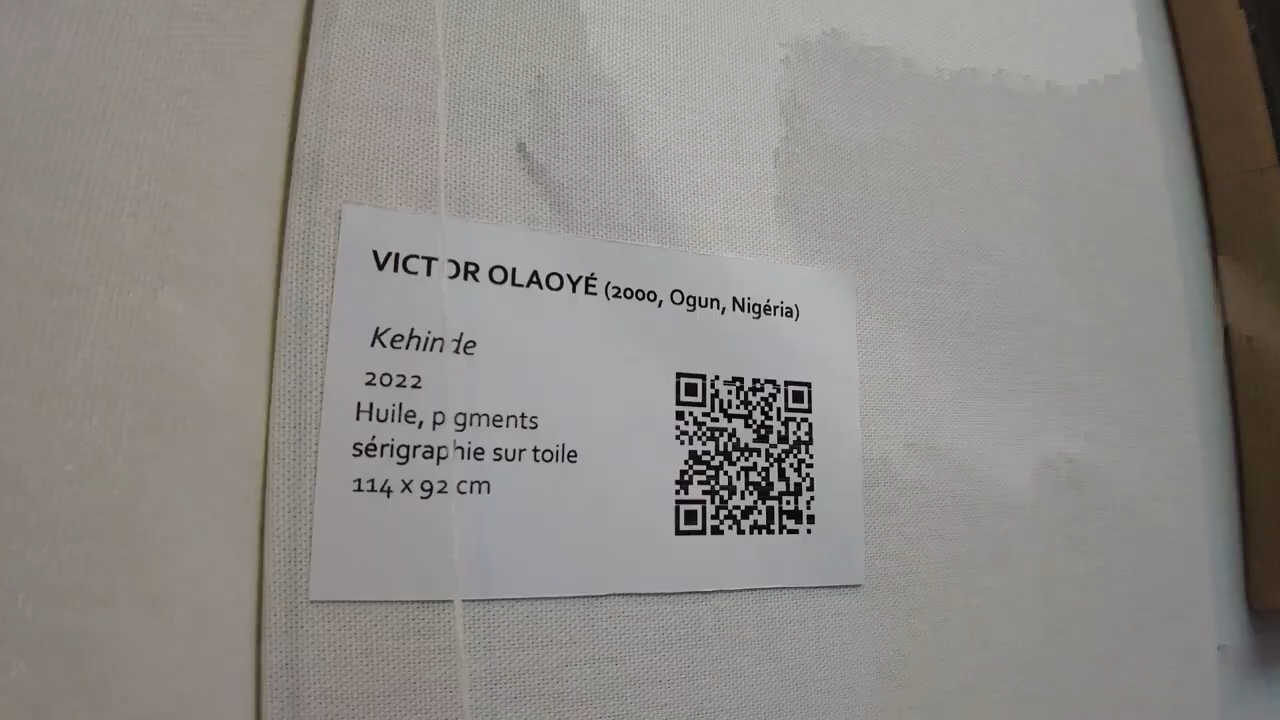 VICTOR OLAOYÉ (2000, Ogun, Nigéria)
Kehinde
2022
Huile, pigments
sérigraphie sur toile
114 x 92 cm